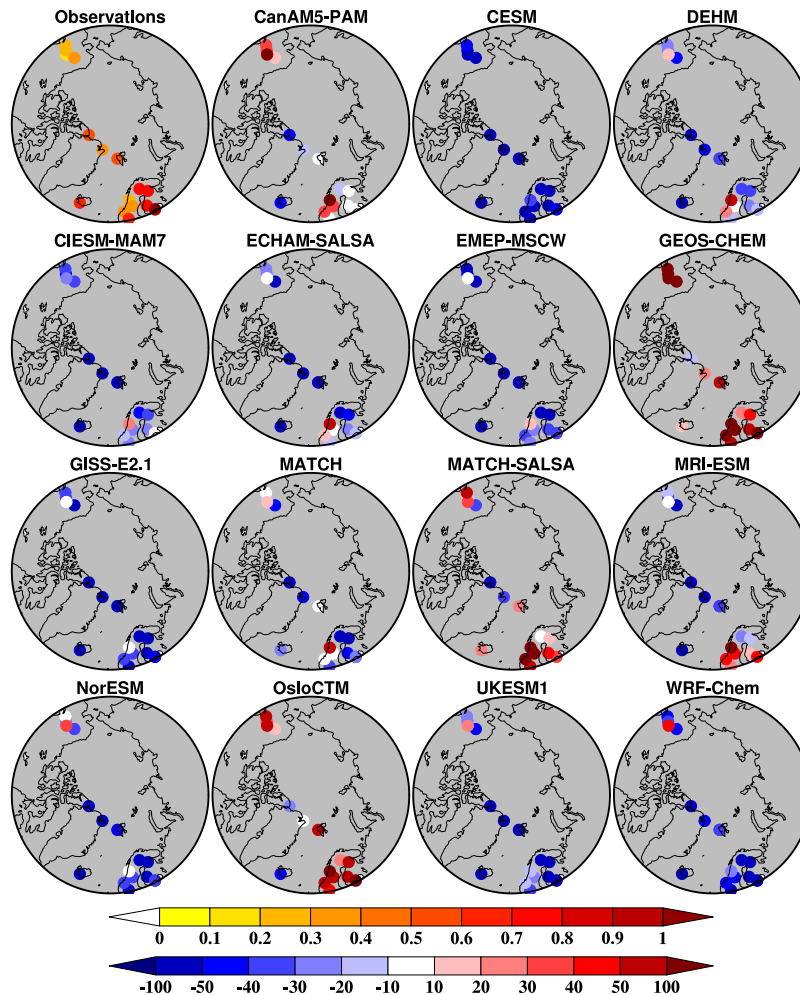 Observations CanAM5-PAM CESM DEHM
CIESM-MAM7 ECHAM-SALSA EMEP-MSCW GEOS-CHEM
GISS-E2.1 MATCH MATCH-SALSA MRI-ESM
NorESM OsloCTM UKESM1 WRF-Chem
0 0.1 0.2 0.3 0.4 0.5 0.6 0.7 0.8 0.9 1
-100 -50 -40 -30 -20 -10 10 20 30 40 50 100